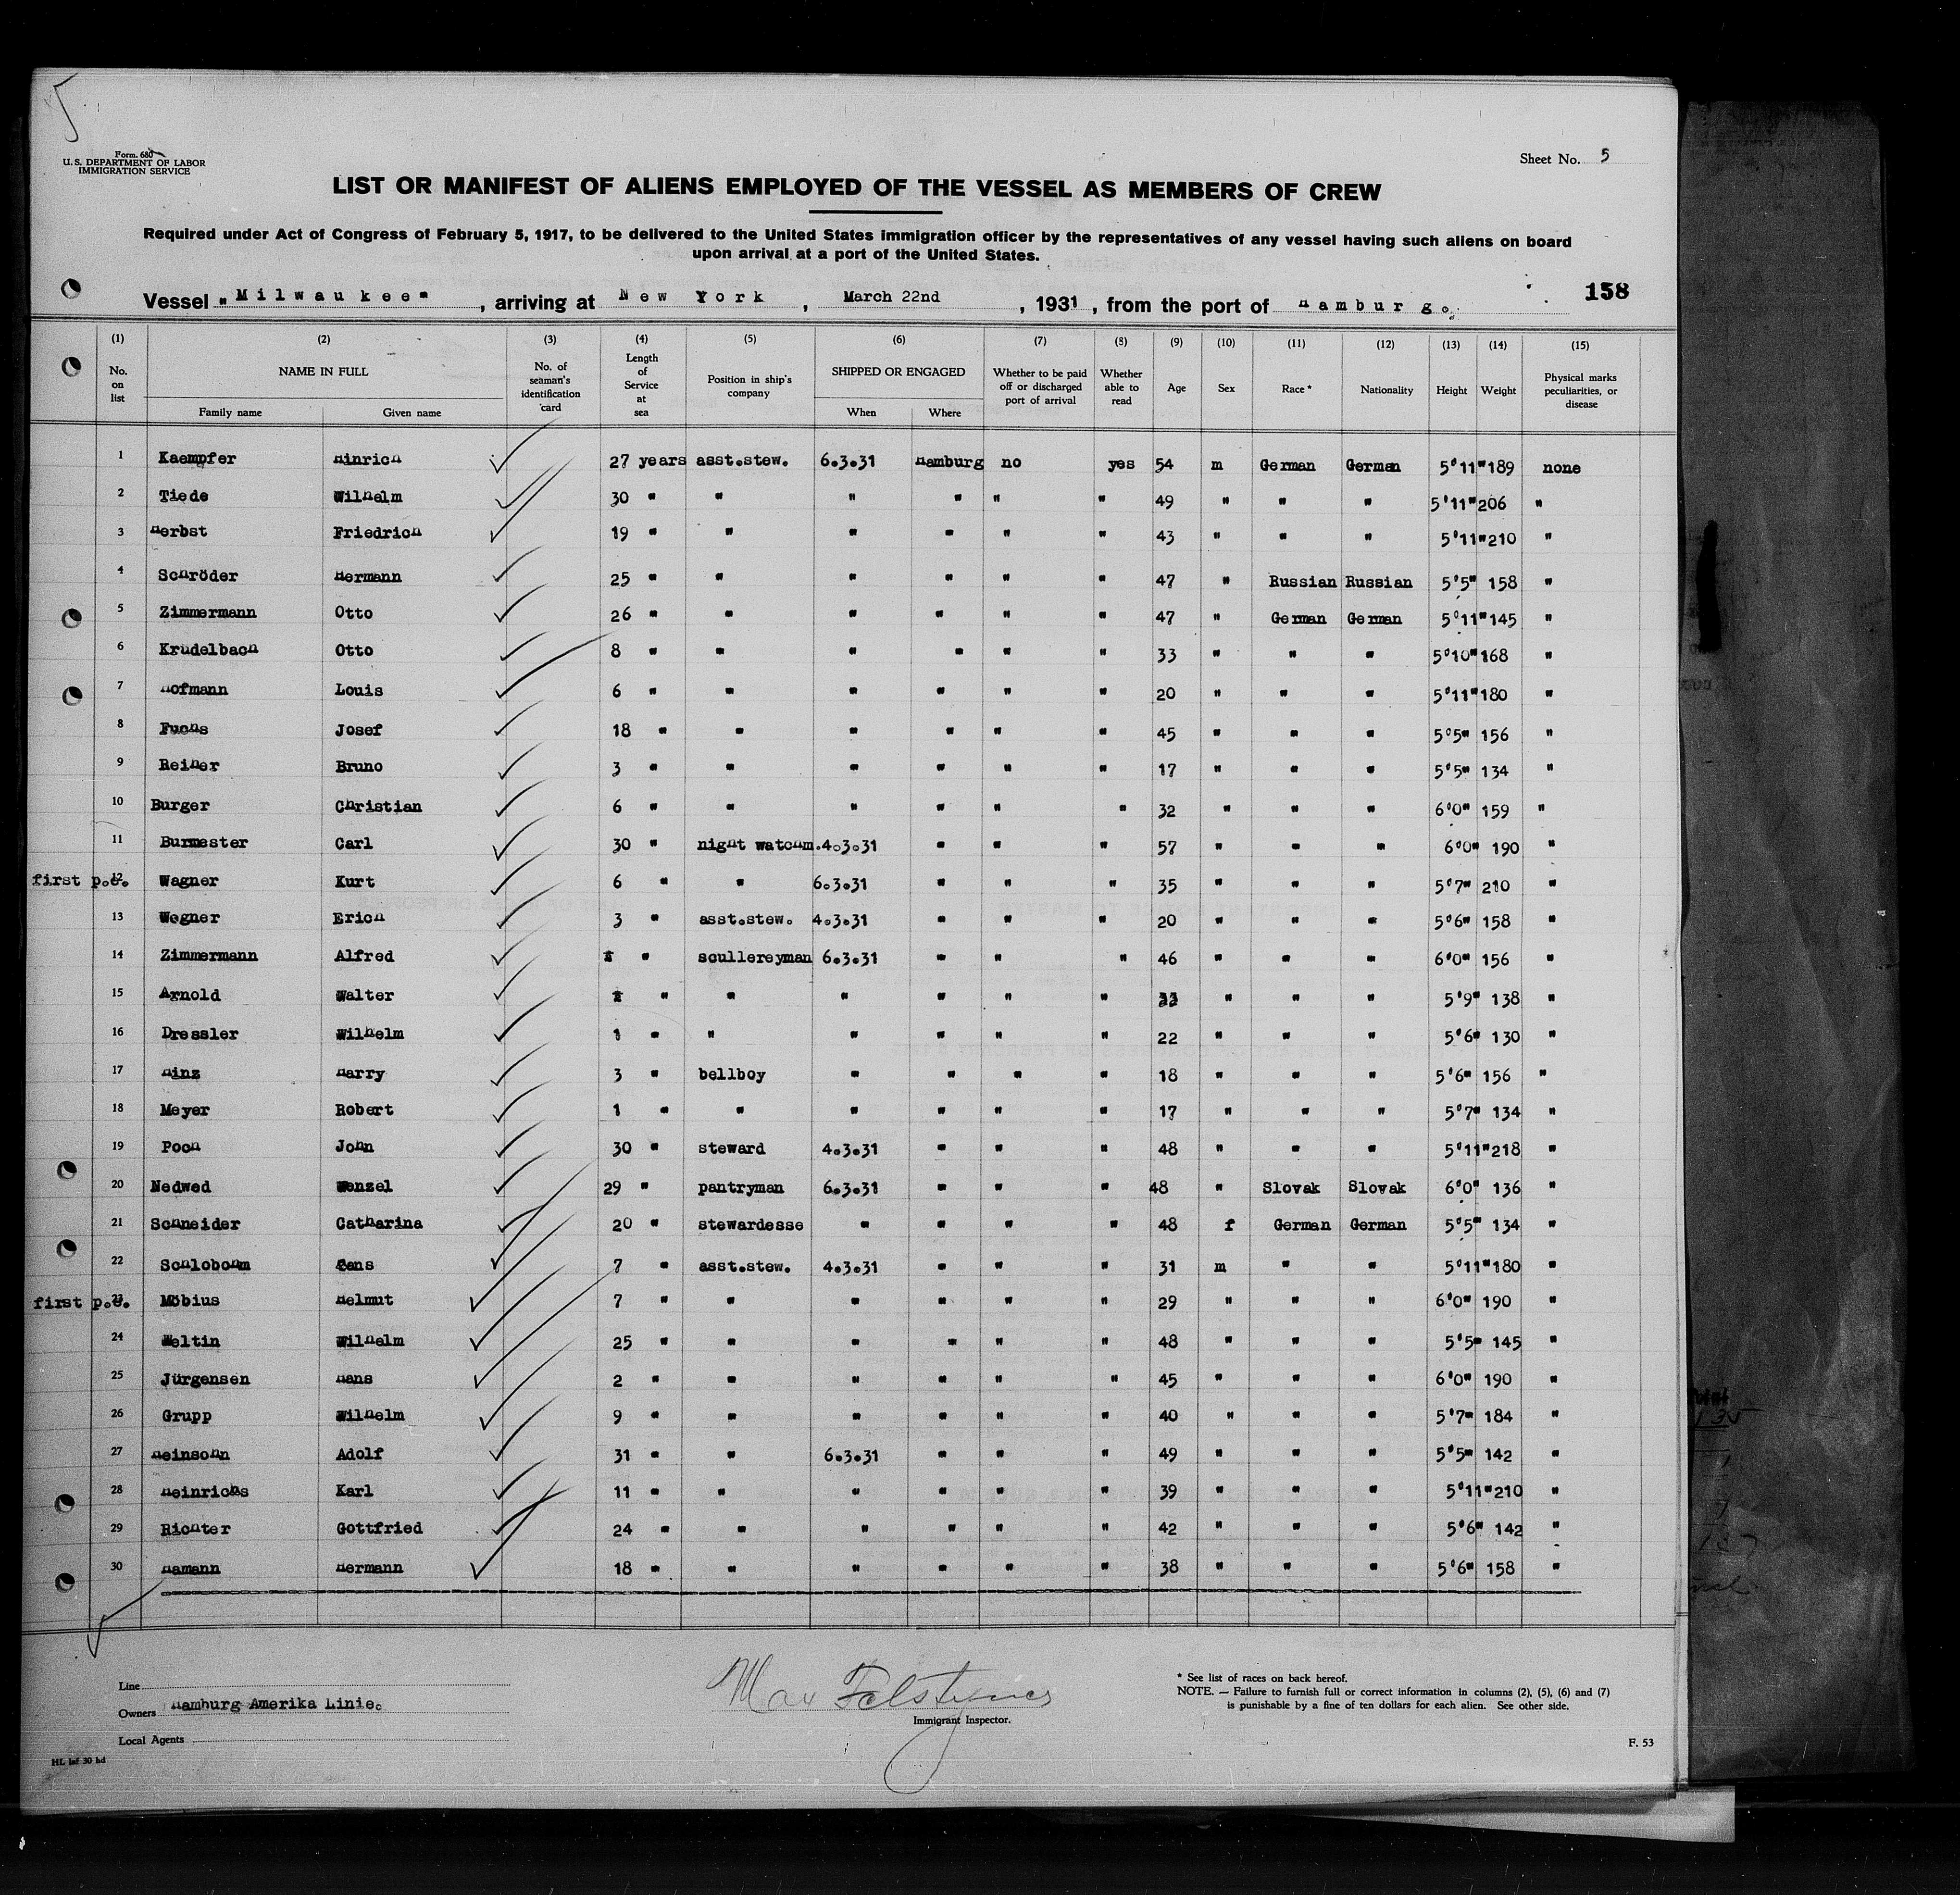 5
Form. 680
U. S. DEPARTMENT OF LABOR
IMMIGRATION SERVICE
Sheet No. 5
LIST OR MANIFEST OF ALIENS EMPLOYED OF THE VESSEL AS MEMBERS OF CREW
Required under Act of Congress of February 5, 1917, to be delivered to the United States Immigration officer by the representatives of any vessel having such aliens on board
upon arrival at a port of the United States.
Vessel "Milwaukee", arriving at New York, March 22nd, 1931, from the port of Hamburg. 158
(1) (2) (3) (4) (5) (6) (7) (8) (9) (10) (11) (12) (13) (14) (15)
No. on list NAME IN FULL Family name Given name No. of seaman's identification card Length of Service at sea Position in ship's company SHIPPED OR ENGAGED When Where Whether to be paid off or discharged port of arrival Whether able to read Age Sex Race * Nationality Height Weight Physical marks peculiarities, or disease
1 Kaempfer Hinrich 27 years asst.stew. 6.3.31 Hamburg no yes 54 m German German 5'11" 189 none
2 Tiede Wilhelm 30 " " " " " " 49 " " " 5'11" 206 "
3 Herbst Friedrich 19 " " " " " " 43 " " " 5'11" 210 "
4 Schröder Hermann 25 " " " " " " 47 " Russian Russian 5'5" 158 "
5 Zimmermann Otto 26 " " " " " " 47 " German German 5'11" 145 "
6 Krudelbach Otto 8 " " " " " " 33 " " " 5'10" 168 "
7 Hofmann Louis 6 " " " " " " 20 " " " 5'11" 180 "
8 Fuchs Josef 18 " " " " " " 45 " " " 5'5" 156 "
9 Reiher Bruno 3 " " " " " " 17 " " " 5'5" 134 "
10 Burger Christian 6 " " " " " " 32 " " " 6'0" 159 "
11 Burmester Carl 30 " night watchm. 4.3.31 " " " 57 " " " 6'0" 190 "
first p.c. 12 Wagner Kurt 6 " " 6.3.31 " " " 35 " " " 5'7" 210 "
13 Wegner Erich 3 " asst.stew. 4.3.31 " " " 20 " " " 5'6" 158 "
14 Zimmermann Alfred " scullereyman 6.3.31 " " " 46 " " " 6'0" 156 "
15 Arnold Walter " " " " " " " " " 5'9" 138 "
16 Dressler Wilhelm 1 " " " " " " 22 " " " 5'6" 130 "
17 Hinz Harry 3 " bellboy " " " " 18 " " " 5'6" 156 "
18 Meyer Robert 1 " " " " " " 17 " " " 5'7" 134 "
19 Poch John 30 " steward 4.3.31 " " " 48 " " " 5'11" 218 "
20 Nedwed Wenzel 29 " pantryman 6.3.31 " " " 48 " Slovak Slovak 6'0" 136 "
21 Schneider Catharina 20 " stewardesse " " " " 48 f German German 5'5" 134 "
22 Schlobohm Hans 7 " asst.stew. 4.3.31 " " " 31 m " " 5'11" 180 "
first p.c. 23 Möbius Helmut 7 " " " " " " 29 " " " 6'0" 190 "
24 Weltin Wilhelm 25 " " " " " " 48 " " " 5'5" 145 "
25 Jürgensen Hans 2 " " " " " " 45 " " " 6'0" 190 "
26 Grupp Wilhelm 9 " " " " " " 40 " " " 5'7" 184 "
27 Heinsohn Adolf 31 " " 6.3.31 " " " 49 " " " 5'5" 142 "
28 Heinrichs Karl 11 " " " " " " 39 " " " 5'11" 210 "
29 Richter Gottfried 24 " " " " " " 42 " " " 5'6" 142 "
30 Hamann Hermann 18 " " " " " " 38 " " " 5'6" 158 "
Line
Owners Hamburg Amerika Linie.
Local Agents
Max
Immigrant Inspector.
* See list of races on back hereof.
NOTE. — Failure to furnish full or correct information in columns (2), (5), (6) and (7)
is punishable by a fine of ten dollars for each alien. See other side.
F. 53